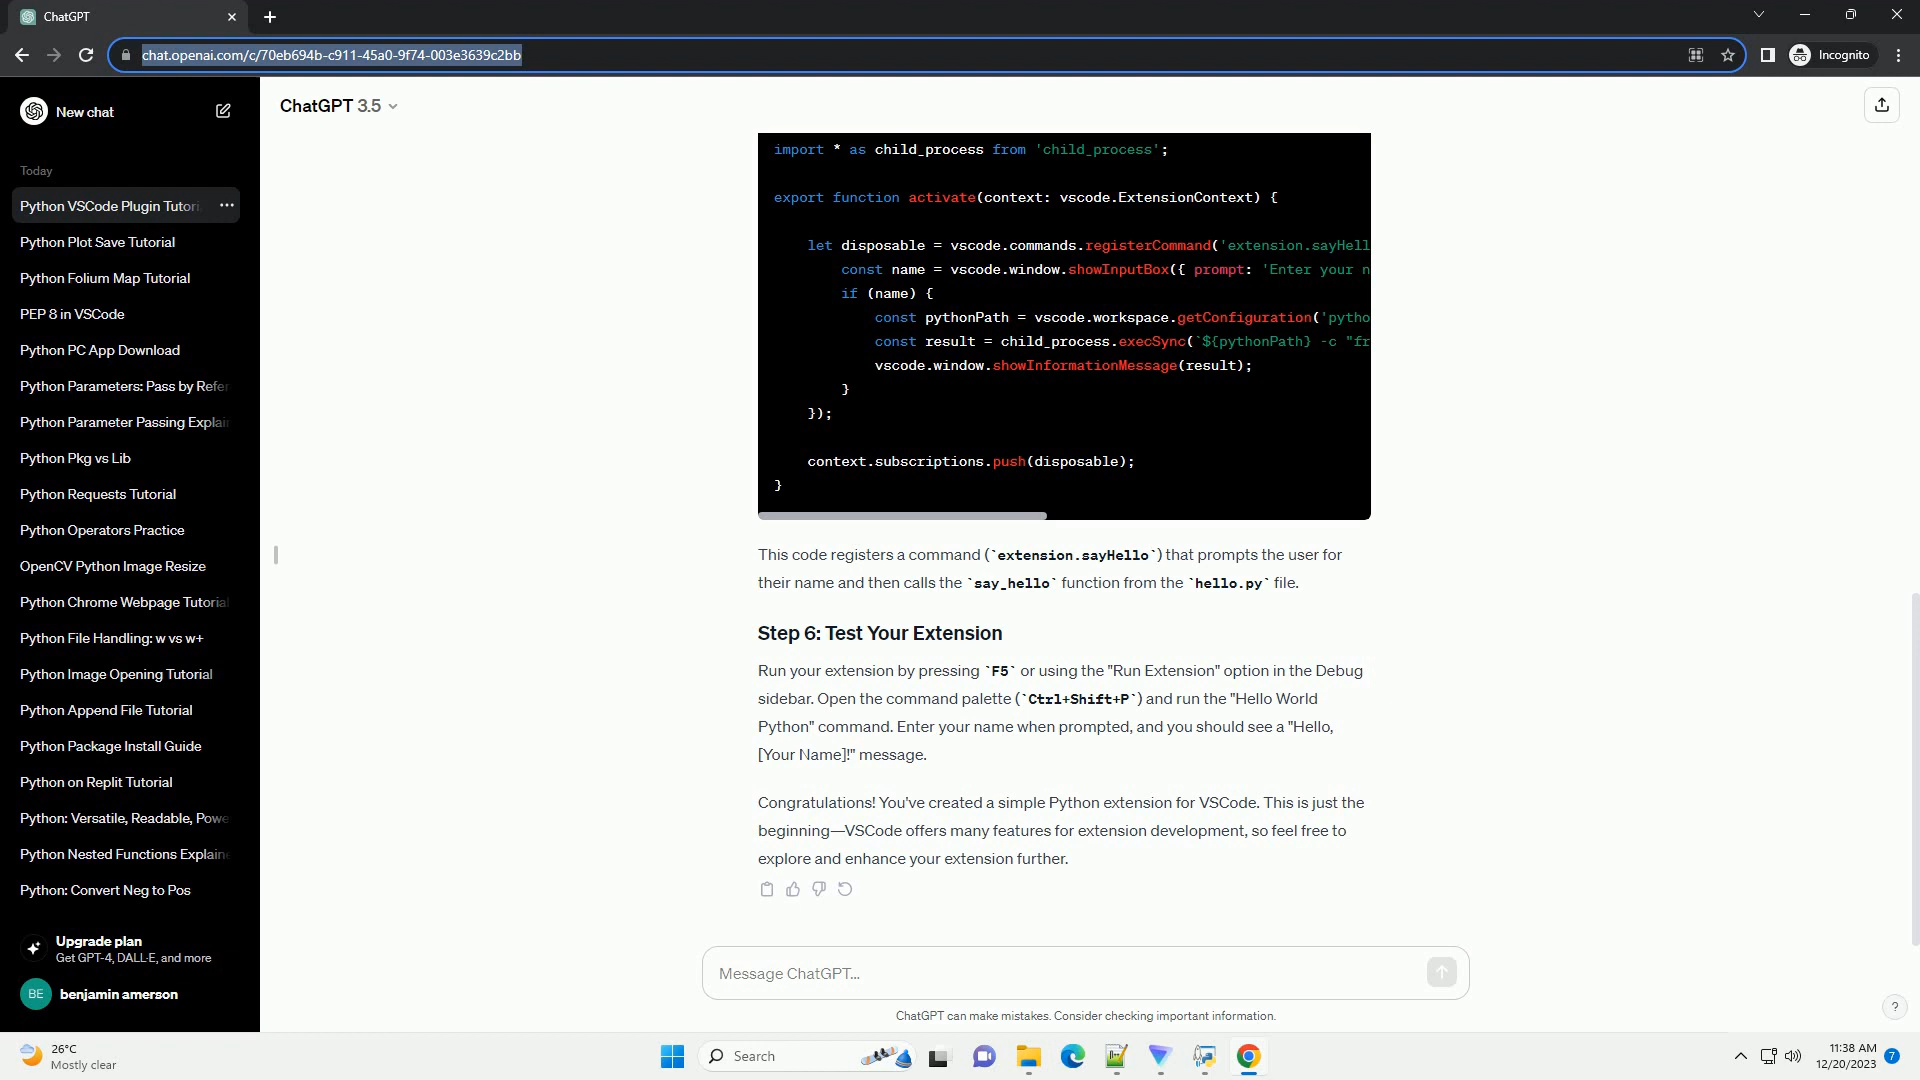 ChatGPT
chat.openai.com/c/70eb694b-c911-45a0-9f74-003e3639c2bb
Incognito
New chat
Today
Python VSCode Plugin Tutori
Python Plot Save Tutorial
Python Folium Map Tutorial
PEP 8 in VSCode
Python PC App Download
Python Parameters: Pass by Refer
Python Parameter Passing Explain
Python Pkg vs Lib
Python Requests Tutorial
Python Operators Practice
OpenCV Python Image Resize
Python Chrome Webpage Tutorial
Python File Handling: w vs w+
Python Image Opening Tutorial
Python Append File Tutorial
Python Package Install Guide
Python on Replit Tutorial
Python: Versatile, Readable, Powe
Python Nested Functions Explaine
Python: Convert Neg to Pos
Upgrade plan
Get GPT-4, DALL·E, and more
BE
benjamin amerson
ChatGPT 3.5
import * as child_process from 'child_process';
export function activate(context: vscode.ExtensionContext) {
let disposable = vscode.commands.registerCommand('extension.sayHell
const name = vscode.window.showInputBox({ prompt: 'Enter your n
if (name) {
const pythonPath = vscode.workspace.getConfiguration('pytho
const result = child_process.execSync(`${pythonPath} -c "fr
vscode.window.showInformationMessage(result);
}
});
context.subscriptions.push(disposable);
}
This code registers a command (`extension.sayHello`) that prompts the user for
their name and then calls the `say_hello` function from the `hello.py` file.
Step 6: Test Your Extension
Run your extension by pressing `F5` or using the "Run Extension" option in the Debug
sidebar. Open the command palette (`Ctrl+Shift+P`) and run the "Hello World
Python" command. Enter your name when prompted, and you should see a "Hello,
[Your Name]!" message.
Congratulations! You've created a simple Python extension for VSCode. This is just the
beginning—VSCode offers many features for extension development, so feel free to
explore and enhance your extension further.
Message ChatGPT...
ChatGPT can make mistakes. Consider checking important information.
?
26°C
Mostly clear
Search
11:38 AM
12/20/2023
7